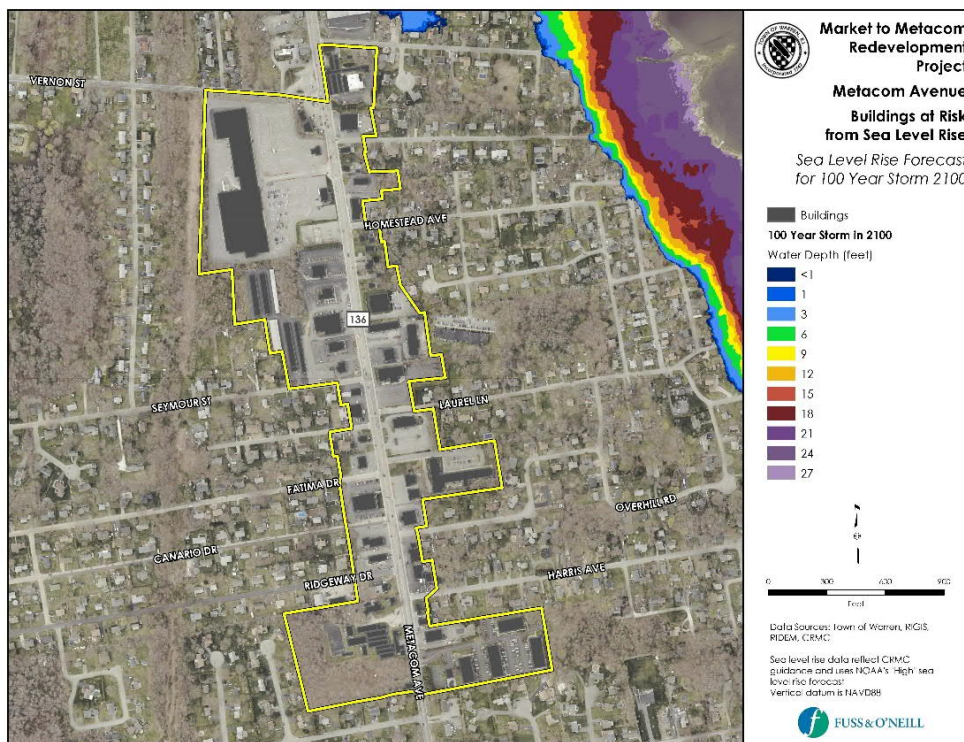 TOWN OF WARREN, R.I.
Market to Metacom
Redevelopment
Project
Metacom Avenue
Buildings at Risk
from Sea Level Rise
Sea Level Rise Forecast
for 100 Year Storm 2100
Buildings
100 Year Storm in 2100
Water Depth (feet)
<1
1
3
6
9
12
15
18
21
24
27
0 300 600 900
Feet
Data Sources: Town of Warren, RIGIS,
RIDEM, CRMC
Sea level rise data reflect CRMC
guidance and uses NOAA's 'High' sea
level rise forecast
Vertical datum is NAVD88
FUSS & O'NEILL
VERNON ST
HOMESTEAD AVE
136
SEYMOUR ST
LAUREL LN
FATIMA DR
OVERHILL RD
CANARIO DR
RIDGEWAY DR
HARRIS AVE
METACOM AVE